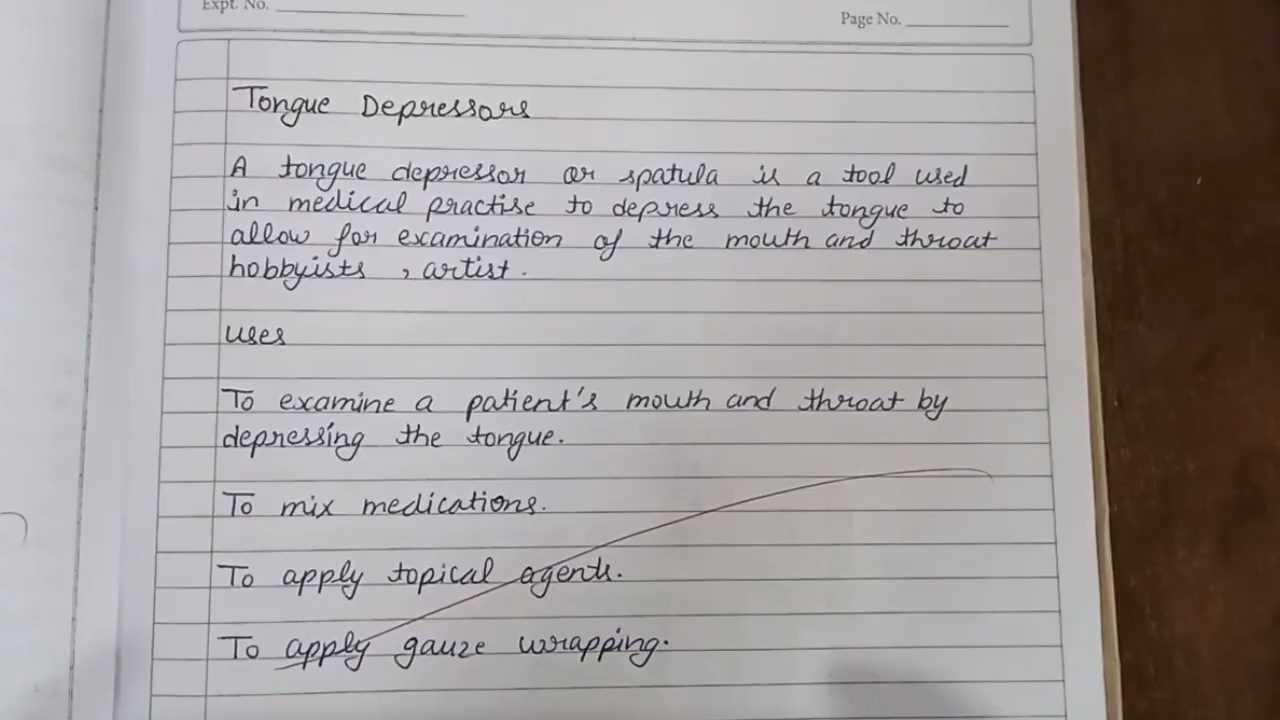 Expt. No.
Page No.
Tongue Depressors
A tongue depressor or spatula is a tool used
in medical practise to depress the tongue to
allow for examination of the mouth and throat
hobbyists , artist .
uses
To examine a patient's mouth and throat by
depressing the tongue.
To mix medications.
To apply topical agents.
To apply gauze wrapping.